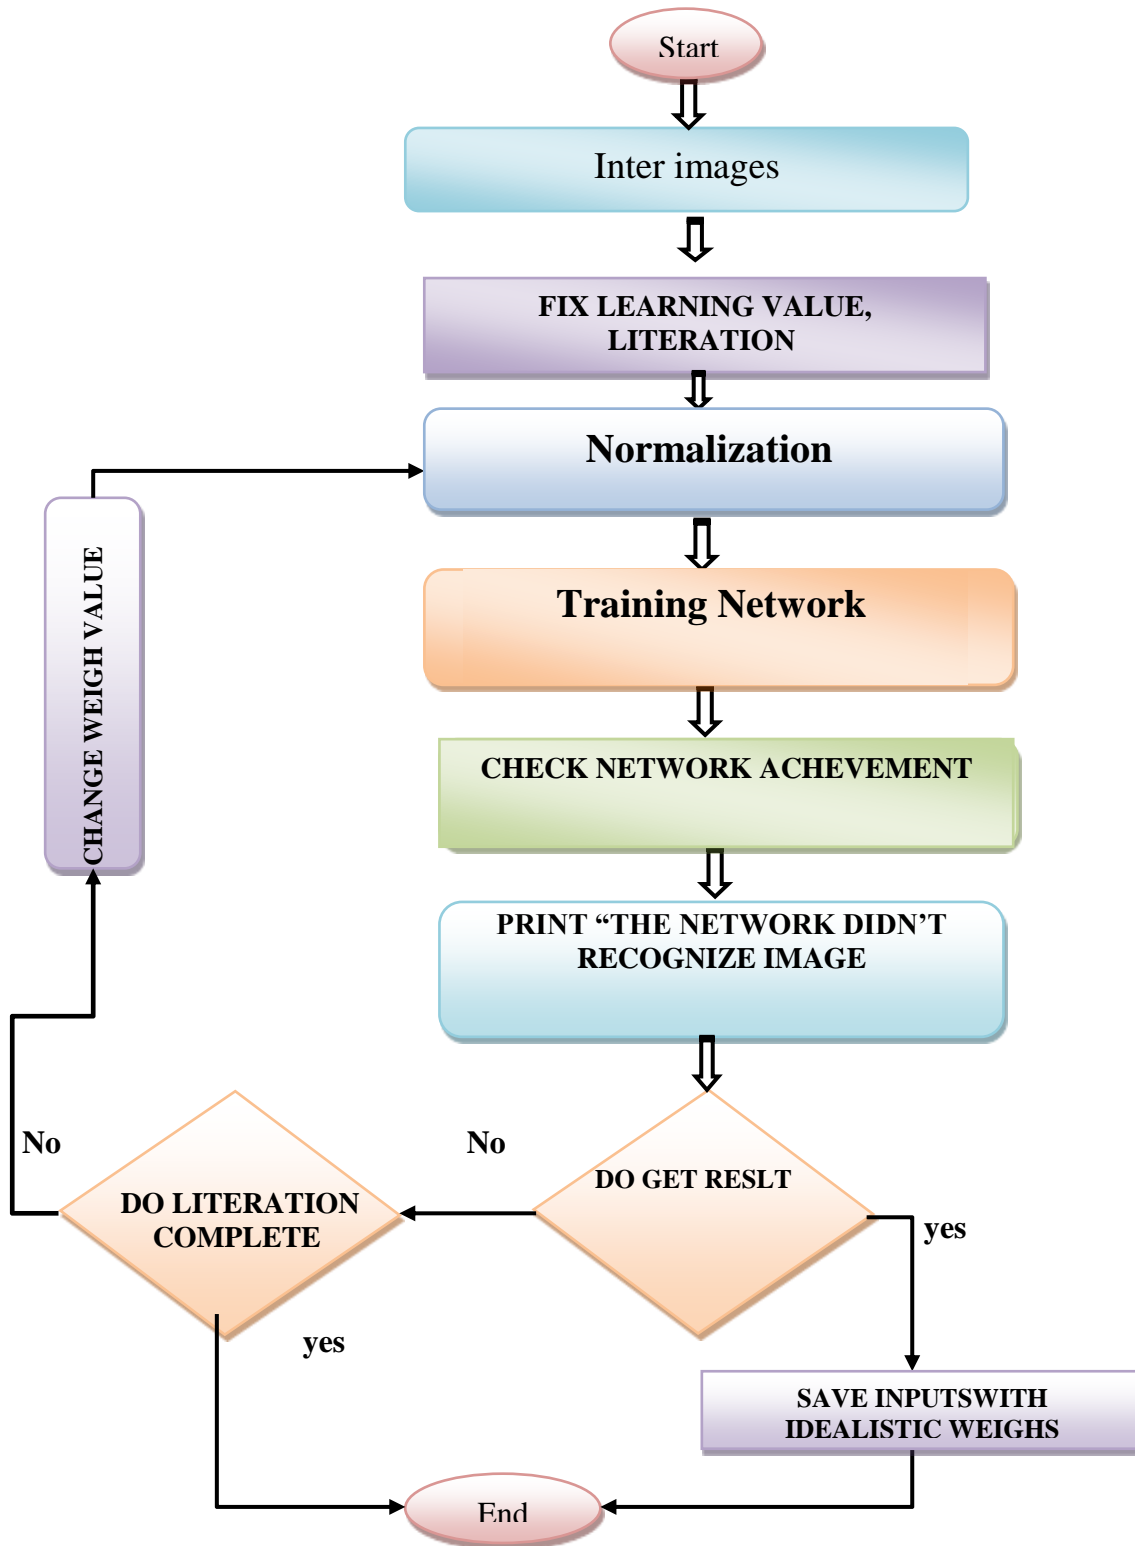 Start
Inter images
FIX LEARNING VALUE,
LITERATION
Normalization
Training Network
CHANGE WEIGH VALUE
CHECK NETWORK ACHEVEMENT
PRINT “THE NETWORK DIDN’T
RECOGNIZE IMAGE
No
No
DO GET RESLT
DO LITERATION
COMPLETE
yes
yes
SAVE INPUTSWITH
IDEALISTIC WEIGHS
End